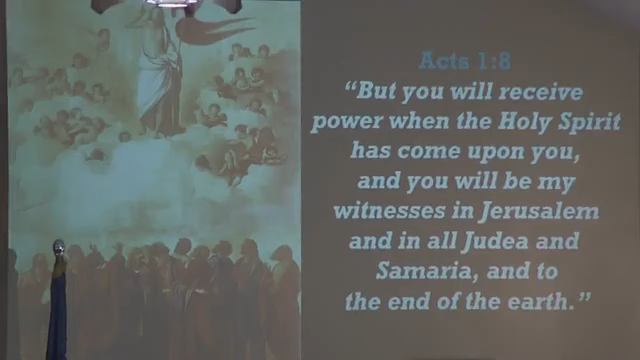 Acts 1:8
“But you will receive
power when the Holy Spirit
has come upon you,
and you will be my
witnesses in Jerusalem
and in all Judea and
Samaria, and to
the end of the earth.”